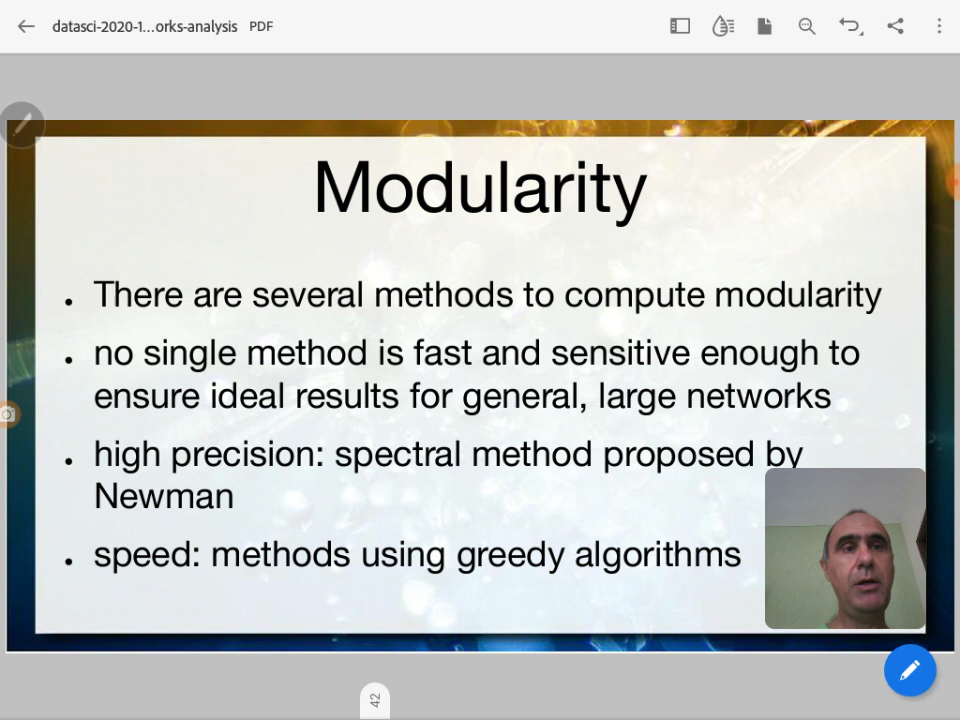 datasci-2020-1...orks-analysis PDF
Modularity
• There are several methods to compute modularity
• no single method is fast and sensitive enough to
ensure ideal results for general, large networks
• high precision: spectral method proposed by
Newman
• speed: methods using greedy algorithms
42